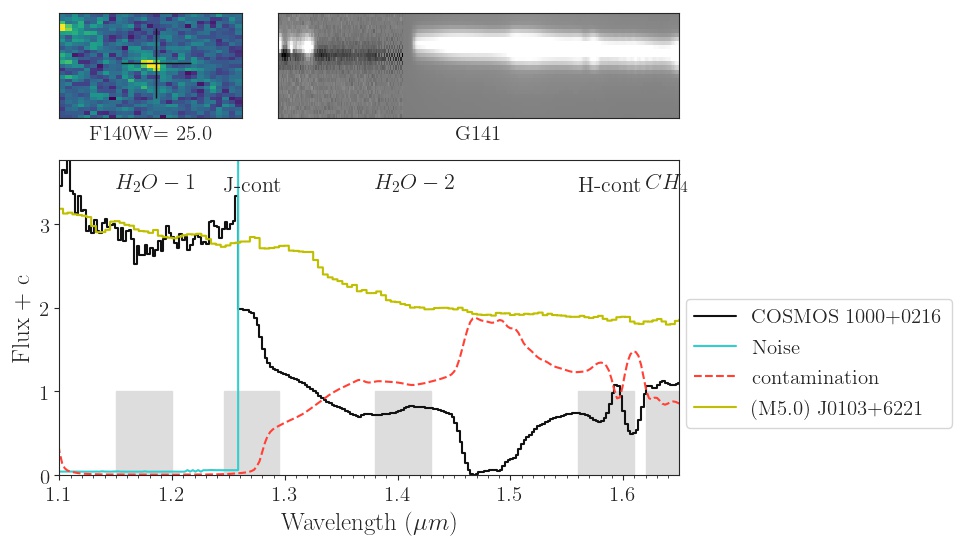 F140W= 25.0
G141
H₂O − 1
J-cont
H₂O − 2
H-cont
CH₄
Flux + c
3
2
1
0
1.1 1.2 1.3 1.4 1.5 1.6
Wavelength (μm)
COSMOS 1000+0216
Noise
contamination
(M5.0) J0103+6221